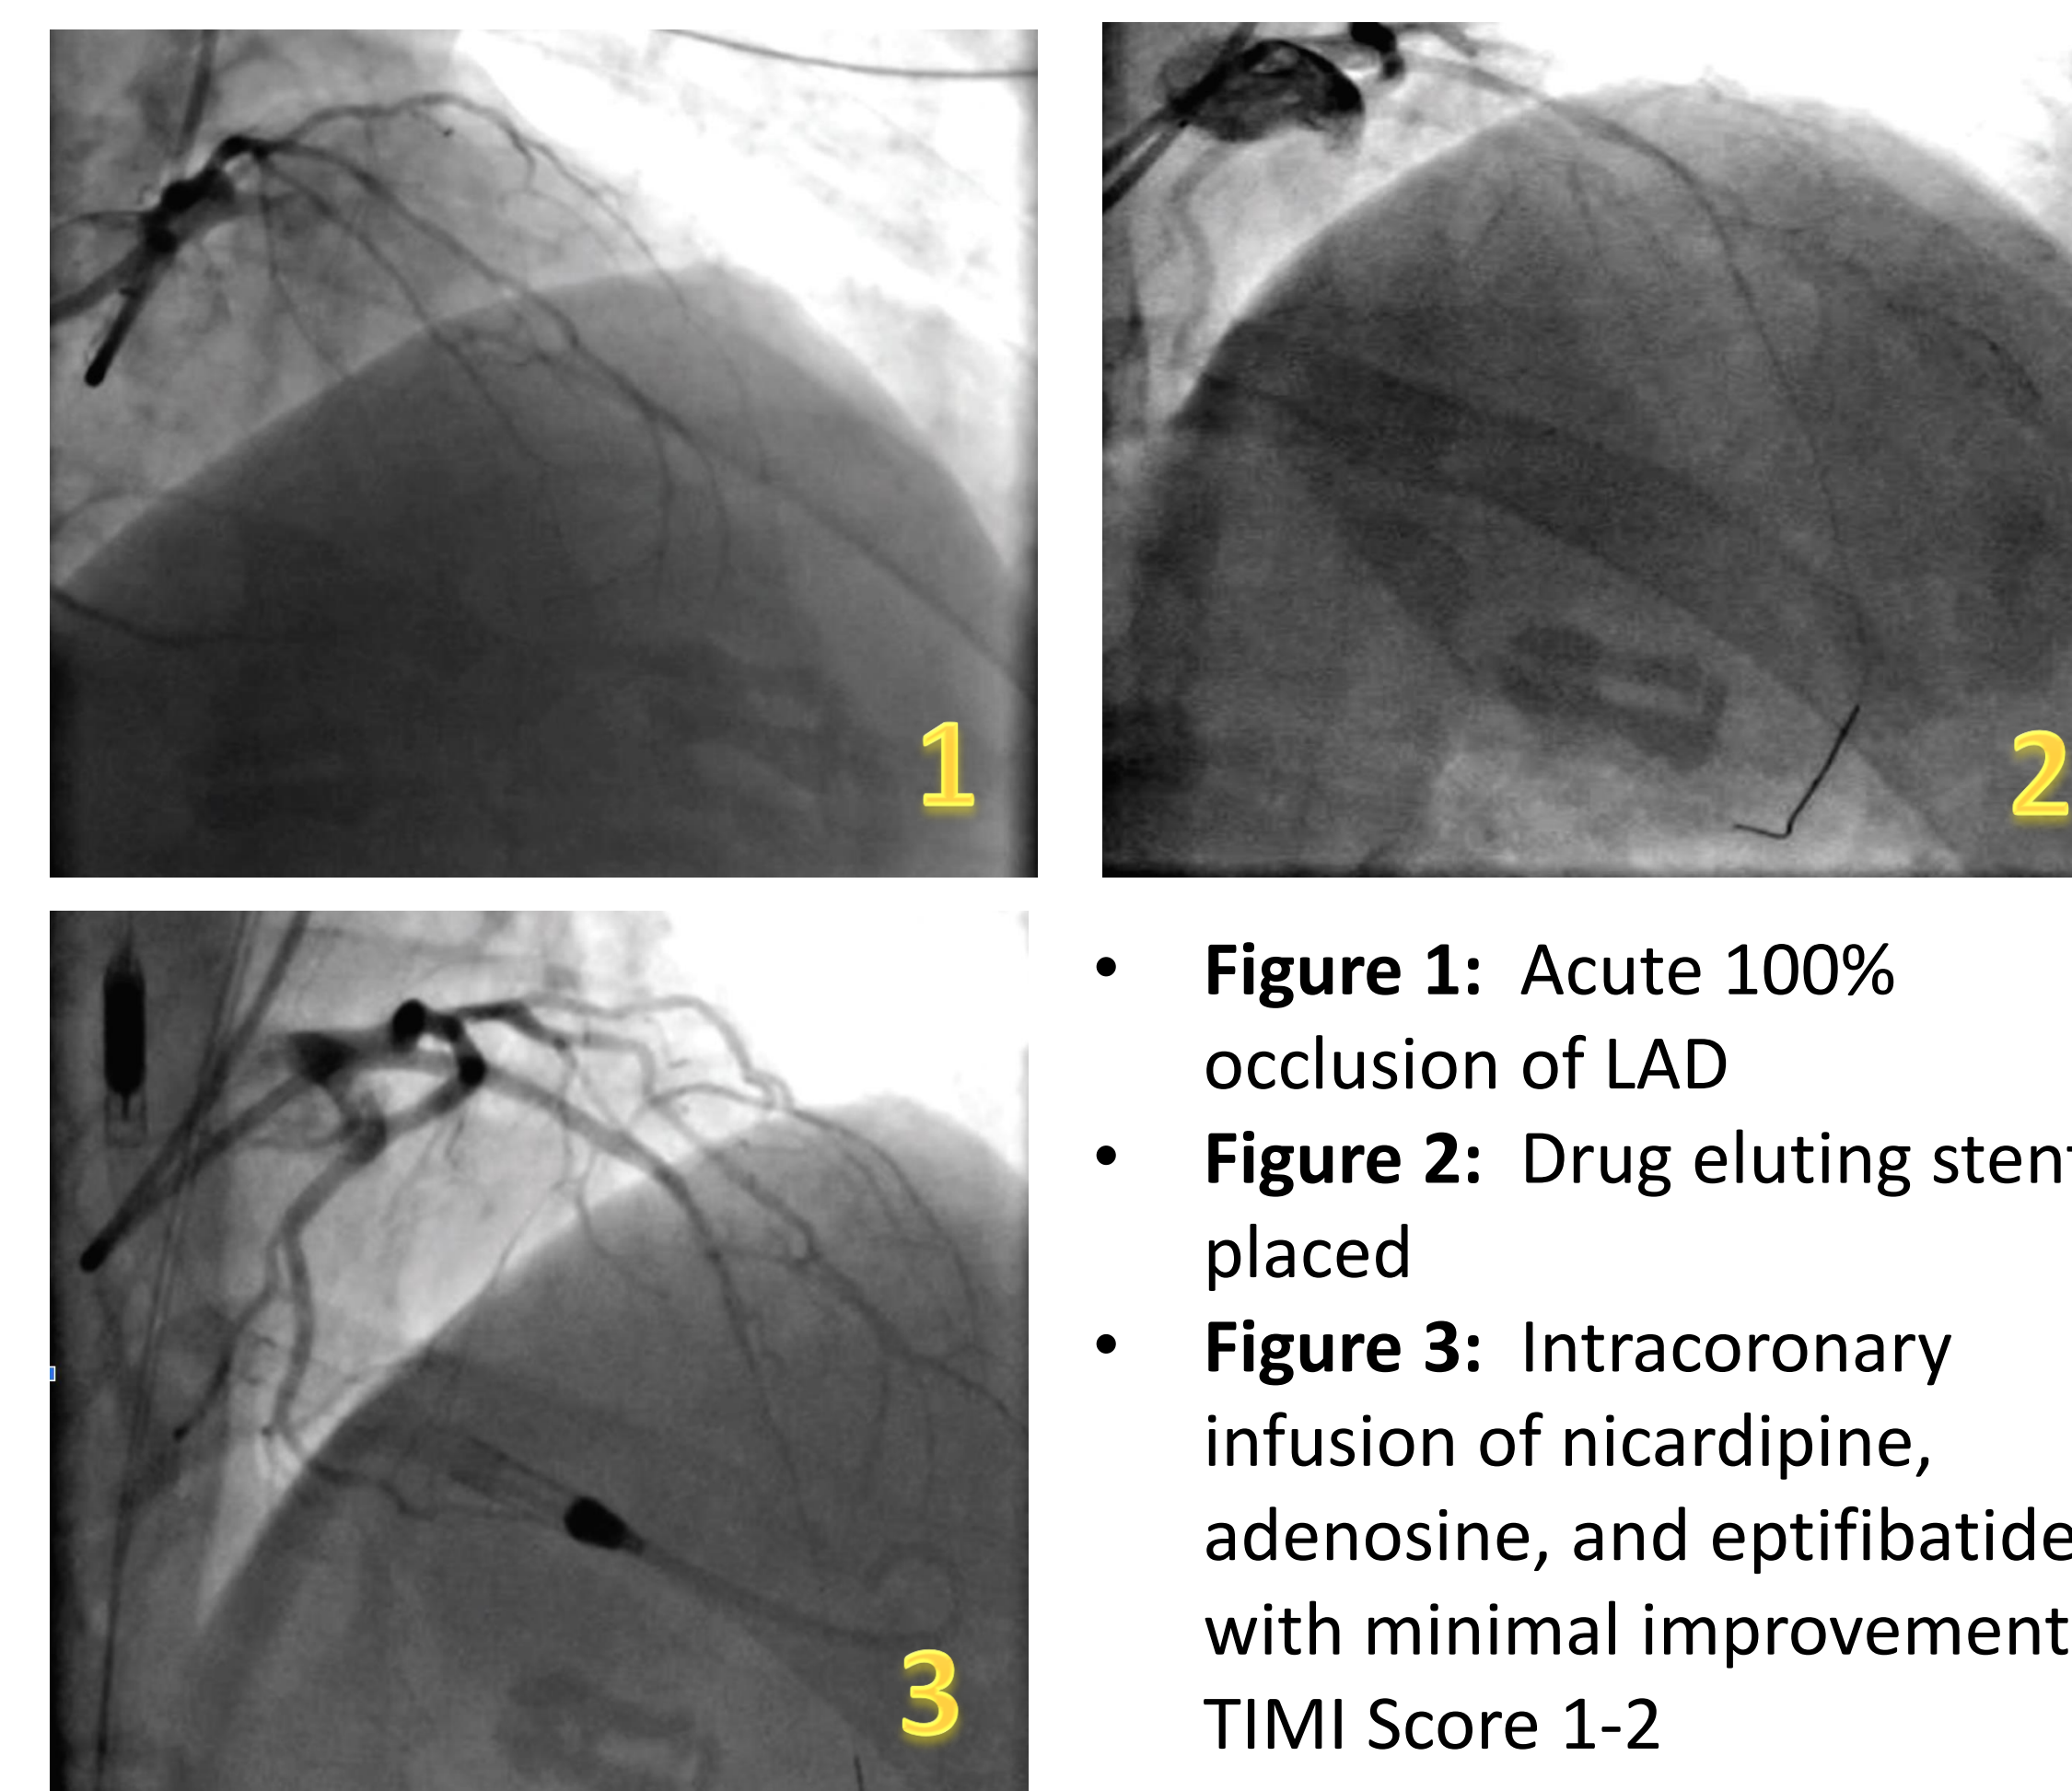 1
2
3
• Figure 1: Acute 100%
occlusion of LAD
• Figure 2: Drug eluting stent
placed
• Figure 3: Intracoronary
infusion of nicardipine,
adenosine, and eptifibatide
with minimal improvement
TIMI Score 1-2